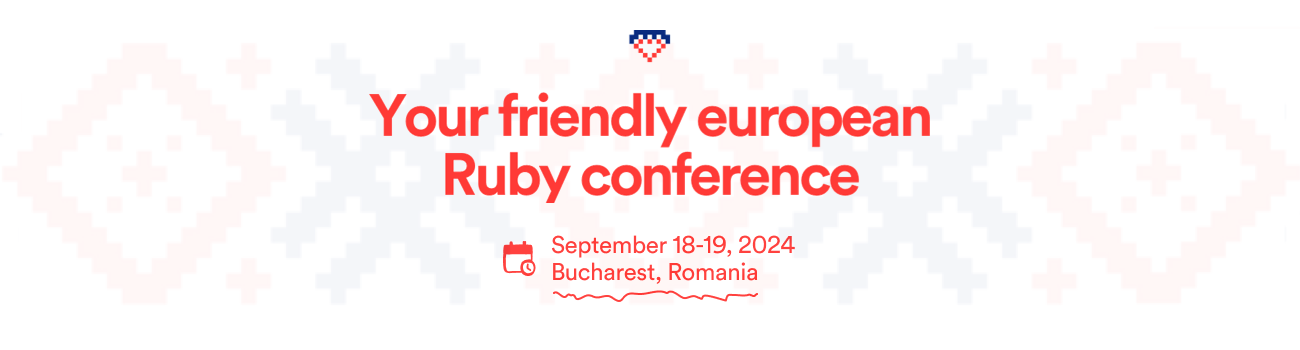 Your friendly european
Ruby conference
September 18-19, 2024
Bucharest, Romania